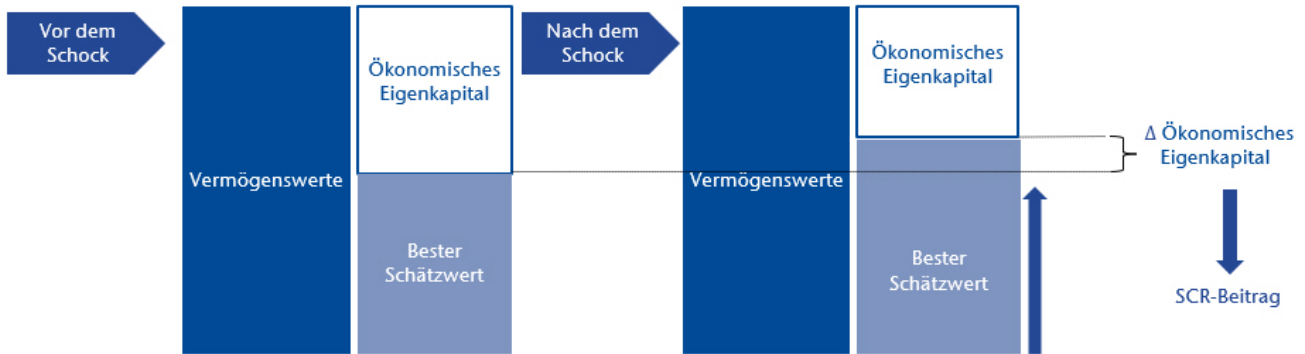 Vor dem
Schock
Vermögenswerte
Ökonomisches
Eigenkapital
Bester
Schätzwert
Nach dem
Schock
Vermögenswerte
Ökonomisches
Eigenkapital
Bester
Schätzwert
Δ Ökonomisches
Eigenkapital
SCR-Beitrag